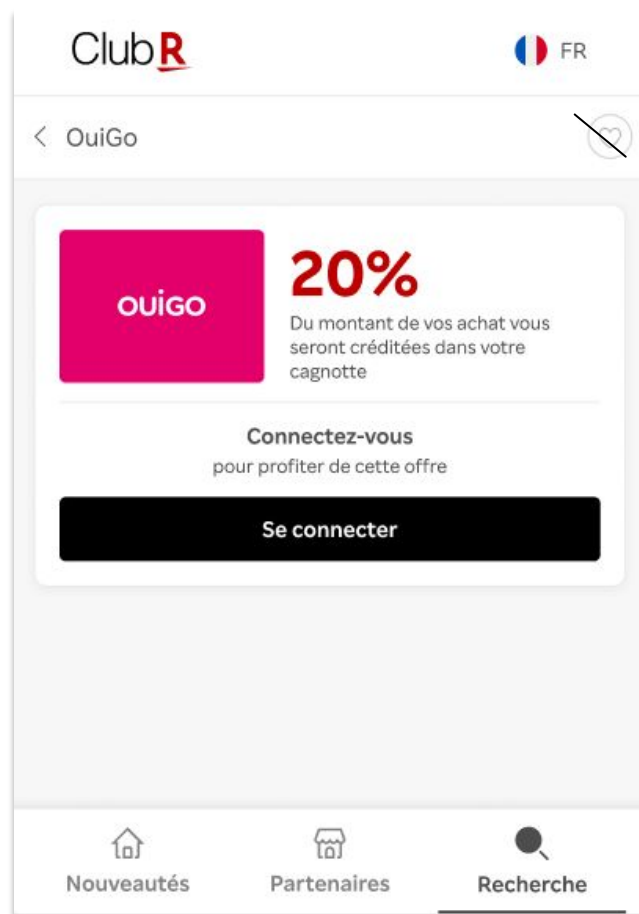 Club R
FR
OuiGo
OUiGO
20%
Du montant de vos achat vous
seront créditées dans votre
cagnotte
Connectez-vous
pour profiter de cette offre
Se connecter
Nouveautés
Partenaires
Recherche